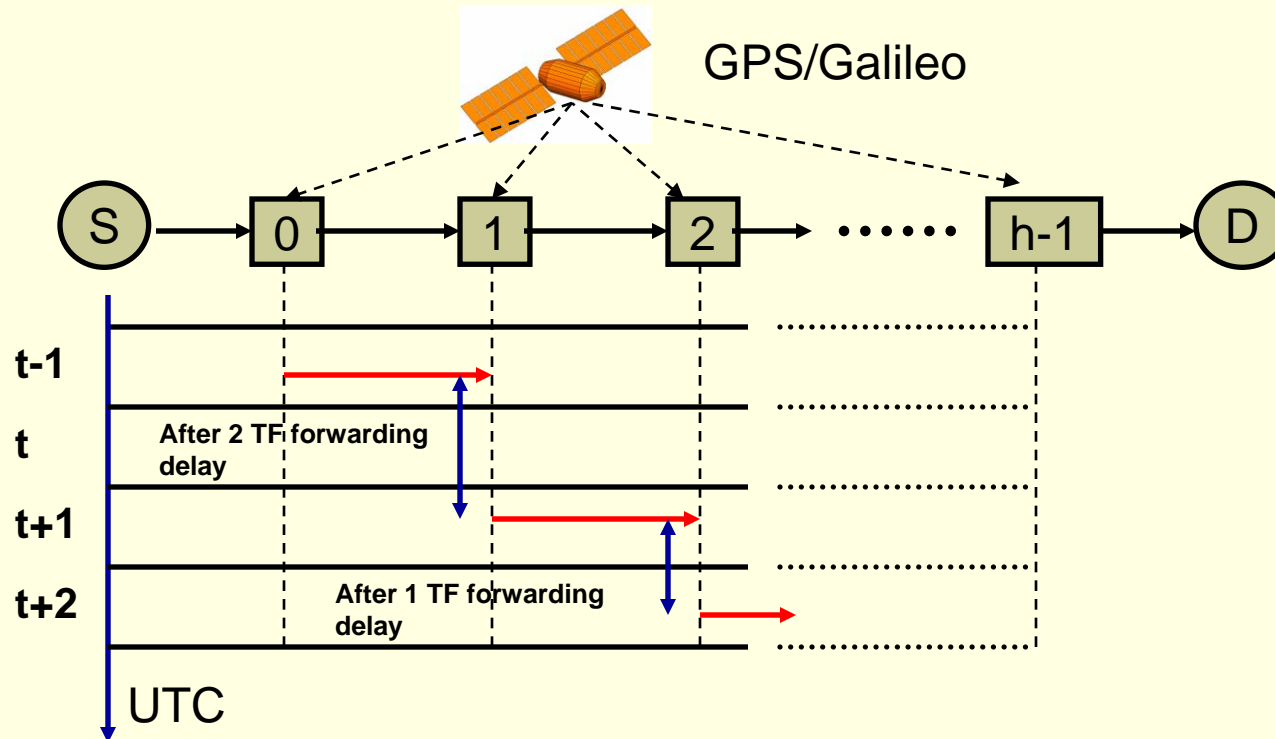 GPS/Galileo
S
0
1
2
h-1
D
t-1
t
After 2 TF forwarding
delay
t+1
t+2
After 1 TF forwarding
delay
UTC